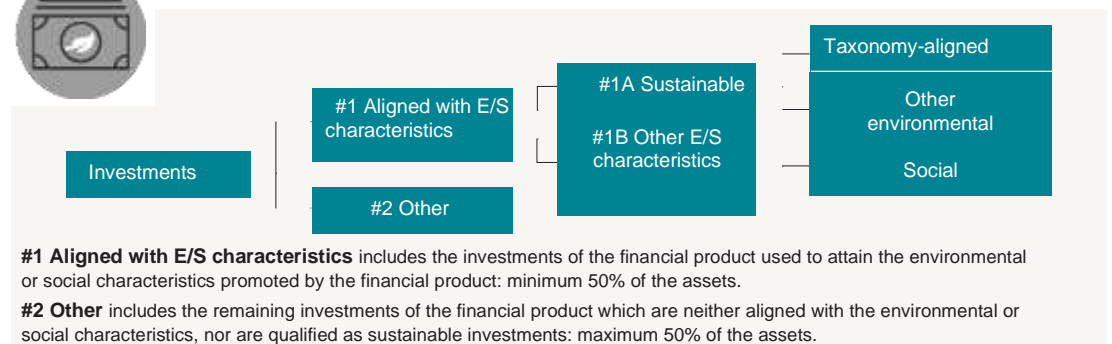 Taxonomy-aligned
#1A Sustainable
Other
environmental
#1 Aligned with E/S
characteristics
#1B Other E/S
characteristics
Investments
Social
#2 Other
#1 Aligned with E/S characteristics includes the investments of the financial product used to attain the environmental
or social characteristics promoted by the financial product: minimum 50% of the assets.
#2 Other includes the remaining investments of the financial product which are neither aligned with the environmental or
social characteristics, nor are qualified as sustainable investments: maximum 50% of the assets.